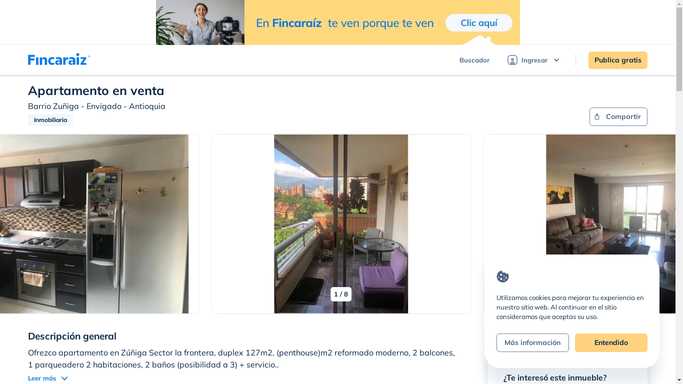 En Fincaraíz te ven porque te ven
Clic aquí
Fincaraiz
Buscador
Ingresar
Publica gratis
Apartamento en venta
Barrio Zuñiga - Envigado - Antioquia
Inmobiliaria
Compartir
1 / 8
Utilizamos cookies para mejorar tu experiencia en
nuestro sitio web. Al continuar en el sitio
consideramos que aceptas su uso.
Más información
Entendido
Descripción general
Ofrezco apartamento en Zúñiga Sector la frontera, duplex 127m2, (penthouse)m2 reformado moderno, 2 balcones,
1 parqueadero 2 habitaciones, 2 baños (posibilidad a 3) + servicio..
Leer más
¿Te interesó este inmueble?